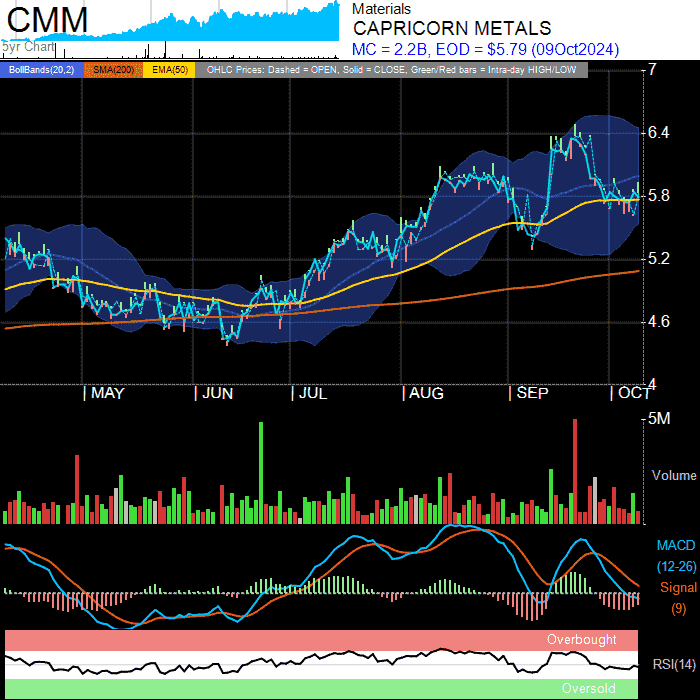 CMM
5yr Chart
Materials
CAPRICORN METALS
MC = 2.2B, EOD = $5.79 (09Oct2024)
BollBands(20,2) SMA(200) EMA(50) OHLC Prices: Dashed = OPEN, Solid = CLOSE, Green/Red bars = Intra-day HIGH/LOW
7
6.4
5.8
5.2
4.6
4
| MAY | JUN | JUL | AUG | SEP | OCT
5M
Volume
MACD
(12-26)
Signal
(9)
Overbought
RSI(14)
Oversold